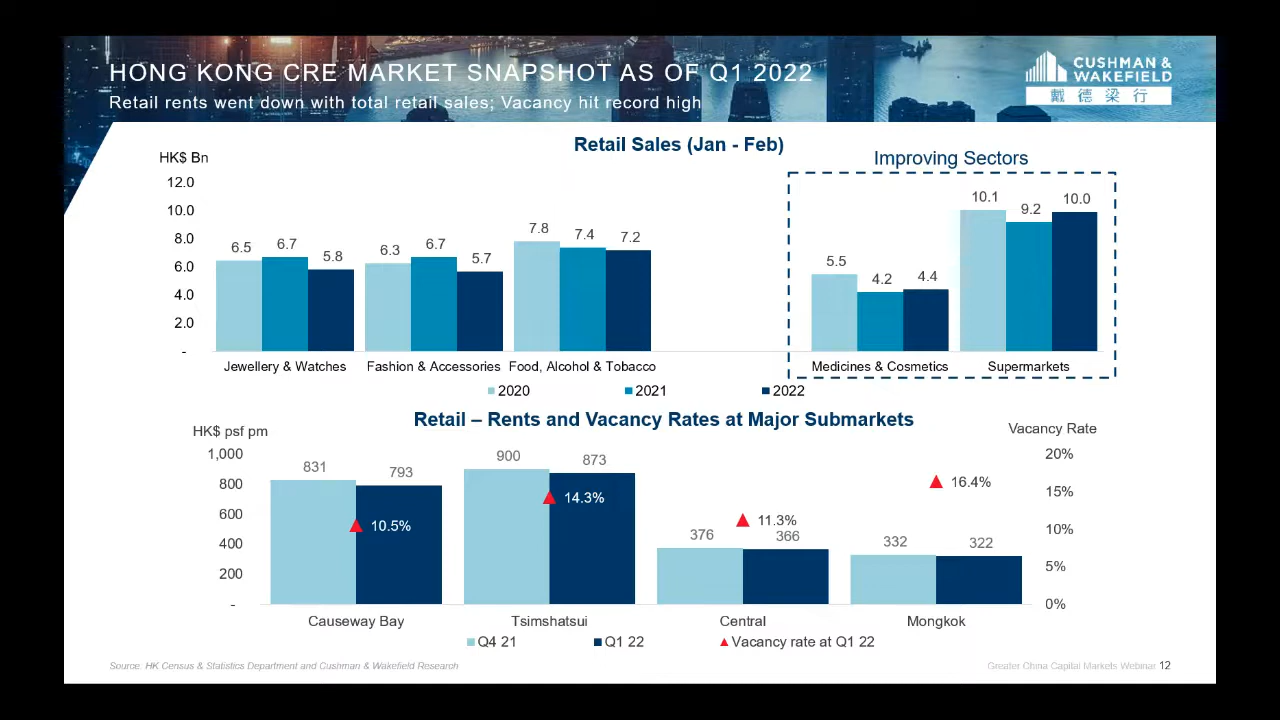 HONG KONG CRE MARKET SNAPSHOT AS OF Q1 2022
Retail rents went down with total retail sales; Vacancy hit record high
CUSHMAN &
WAKEFIELD
戴德梁行
Retail Sales (Jan - Feb)
HK$ Bn
Improving Sectors
12.0
10.0
8.0
6.0
4.0
2.0
-
6.5 6.7 5.8
6.3 6.7 5.7
7.8 7.4 7.2
5.5 4.2 4.4
10.1 9.2 10.0
Jewellery & Watches Fashion & Accessories Food, Alcohol & Tobacco Medicines & Cosmetics Supermarkets
2020 2021 2022
Retail – Rents and Vacancy Rates at Major Submarkets
HK$ psf pm
Vacancy Rate
1,000
800
600
400
200
-
831 793
10.5%
900 873
14.3%
376 366
11.3%
332 322
16.4%
20%
15%
10%
5%
0%
Causeway Bay Tsimshatsui Central Mongkok
Q4 21 Q1 22 Vacancy rate at Q1 22
Source: HK Census & Statistics Department and Cushman & Wakefield Research
Greater China Capital Markets Webinar 12